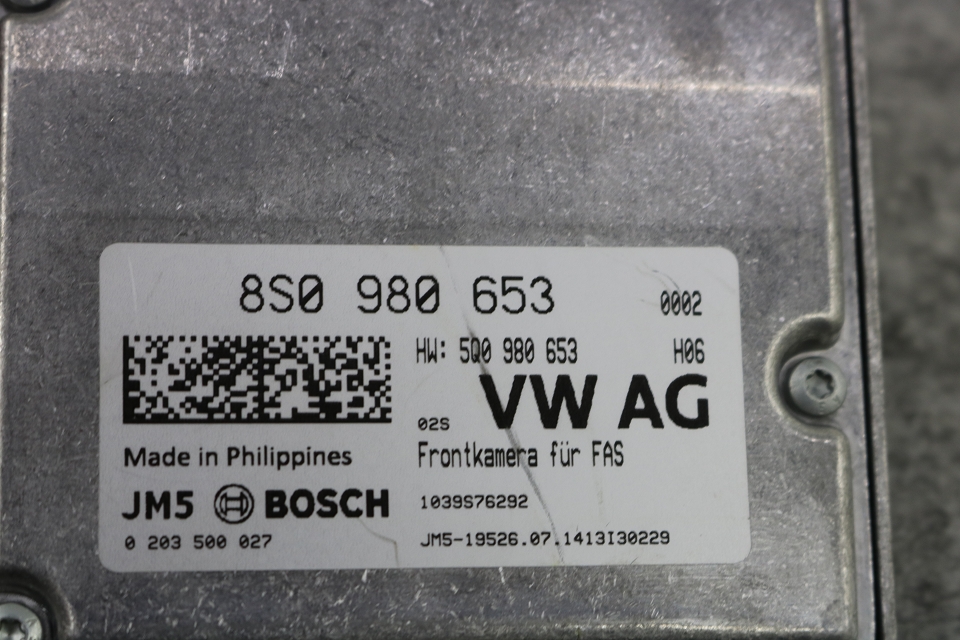 8S0 980 653 0002
HW: 5Q0 980 653 H06
02S VW AG
Made in Philippines
Frontkamera für FAS
JM5 BOSCH
1039S76292
0 203 500 027
JM5-19526.07.1413I30229